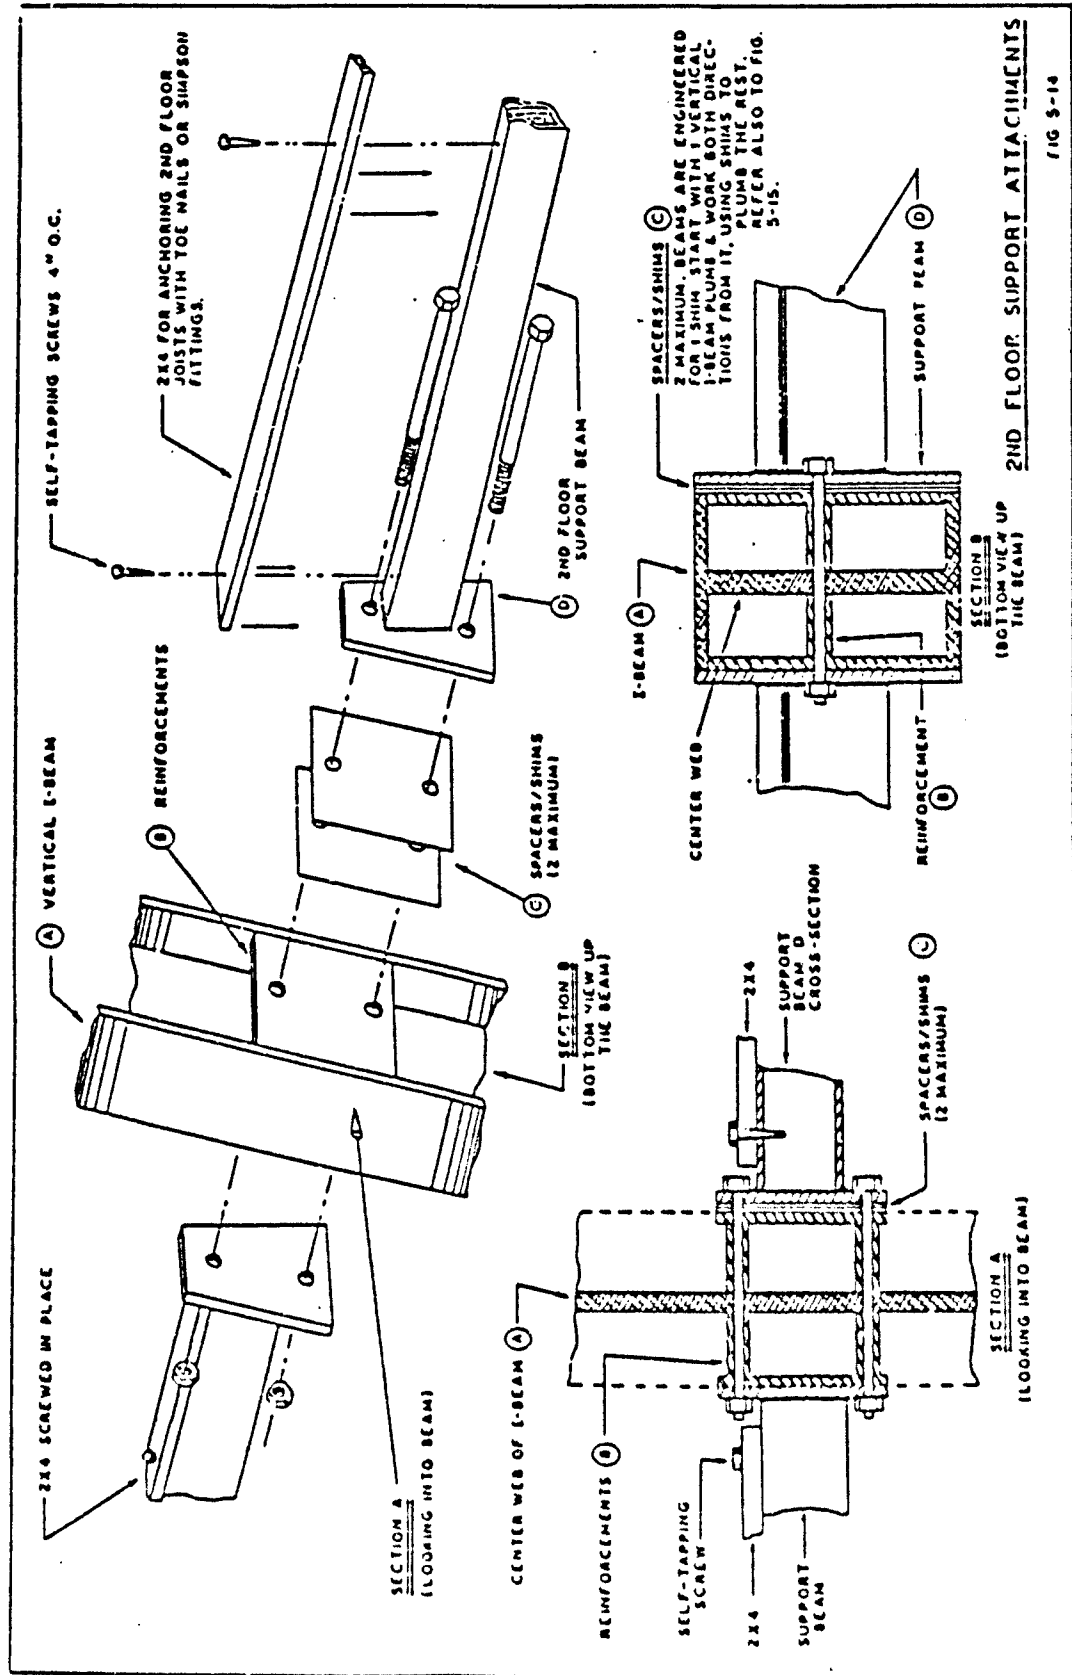 2X4 SCREWED IN PLACE
Ⓐ VERTICAL I-BEAM
Ⓑ REINFORCEMENTS
SELF-TAPPING SCREWS 4" O.C.
2X4 FOR ANCHORING 2ND FLOOR
JOISTS WITH TOE NAILS OR SIMPSON
FITTINGS.
SECTION A
(LOOKING INTO BEAM)
SECTION B
(BOTTOM VIEW UP
THE BEAM)
Ⓒ SPACERS/SHIMS
(2 MAXIMUM)
Ⓓ 2ND FLOOR
SUPPORT BEAM
CENTER WEB OF I-BEAM Ⓐ
REINFORCEMENTS Ⓑ
SELF-TAPPING
SCREW
2X4
SUPPORT
BEAM
2X4
SUPPORT
BEAM D
CROSS-SECTION
SPACERS/SHIMS Ⓒ
(2 MAXIMUM)
SECTION A
(LOOKING INTO BEAM)
I-BEAM Ⓐ
CENTER WEB
REINFORCEMENT
Ⓑ
SPACERS/SHIMS Ⓒ
2 MAXIMUM. BEAMS ARE ENGINEERED
FOR 1 SHIM. START WITH 1 VERTICAL
I-BEAM PLUMB & WORK BOTH DIREC-
TIONS FROM IT, USING SHIMS TO
PLUMB THE REST.
REFER ALSO TO FIG.
5-15.
SUPPORT BEAM Ⓓ
SECTION B
(BOTTOM VIEW UP
THE BEAM)
2ND FLOOR SUPPORT ATTACHMENTS
FIG 5-14